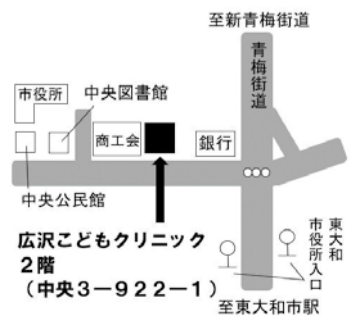 至新青梅街道
青梅街道
市役所
中央図書館
商工会
銀行
中央公民館
東大和
市役所入口
広沢こどもクリニック
2階
(中央3−922−1)
至東大和市駅